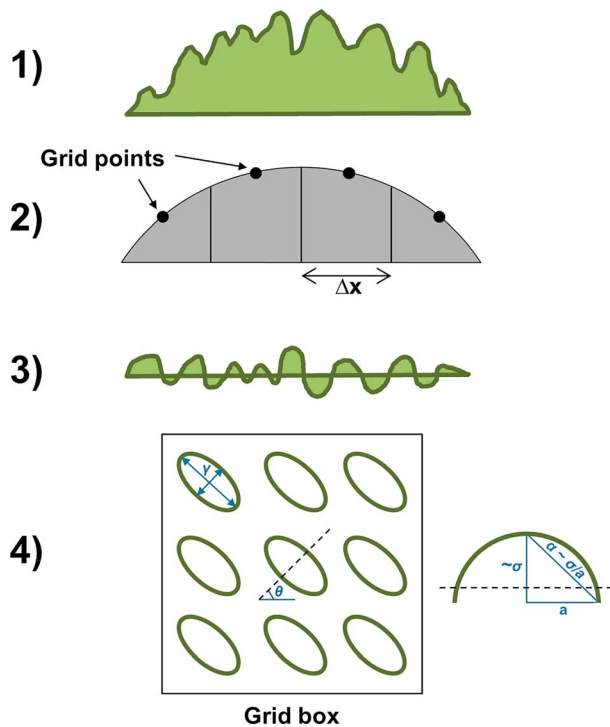 1)
Grid points
2)
Δx
3)
4)
γ
θ
~σ
α ~ σ/a
a
Grid box